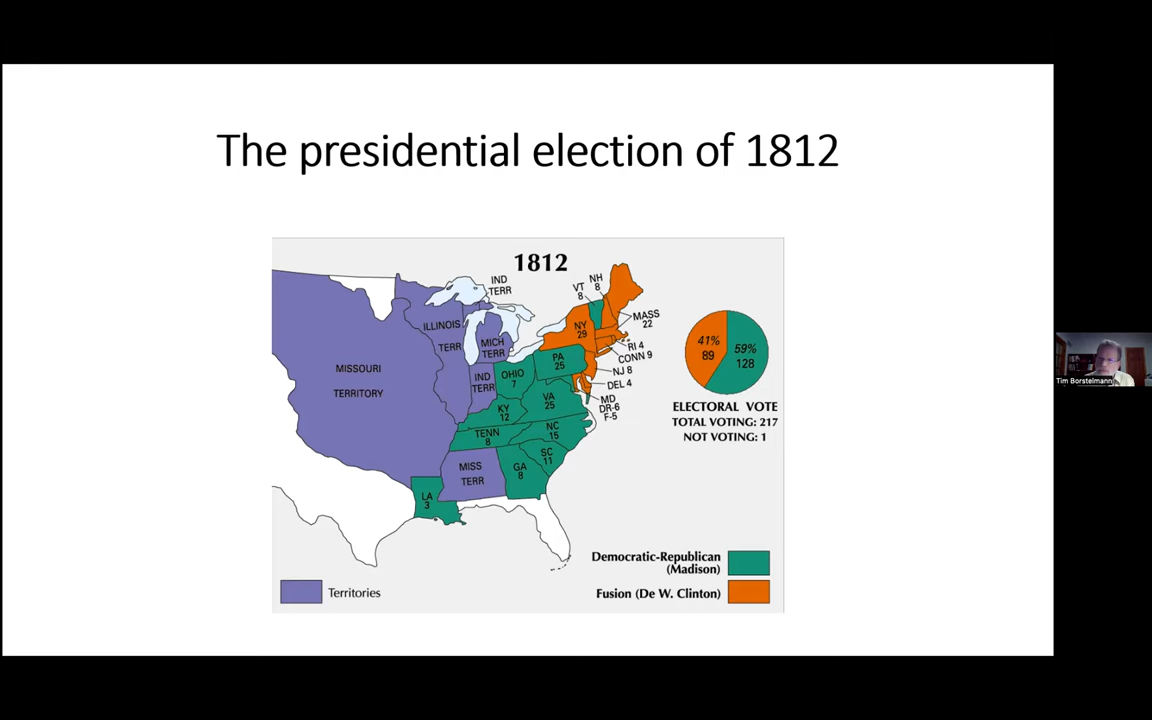 The presidential election of 1812
1812
IND
TERR
NH
8
VT
8
MASS
22
NY
29
ILLINOIS
TERR
MICH
TERR
RI 4
CONN 9
PA
25
NJ 8
OHIO
7
DEL 4
IND
TERR
MISSOURI
TERRITORY
VA
25
MD
DR-6
F-5
KY
12
NC
15
TENN
8
SC
11
MISS
TERR
GA
8
LA
3
41%
89
59%
128
ELECTORAL VOTE
TOTAL VOTING: 217
NOT VOTING: 1
Democratic-Republican
(Madison)
Fusion (De W. Clinton)
Territories
Tim Borstelmann